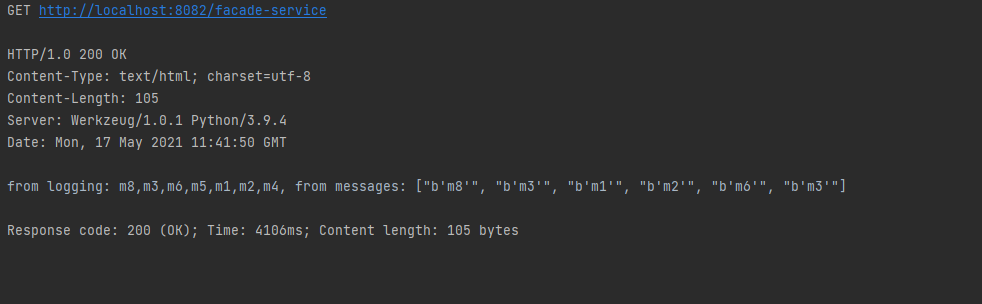 GET http://localhost:8082/facade-service
HTTP/1.0 200 OK
Content-Type: text/html; charset=utf-8
Content-Length: 105
Server: Werkzeug/1.0.1 Python/3.9.4
Date: Mon, 17 May 2021 11:41:50 GMT
from logging: m8,m3,m6,m5,m1,m2,m4, from messages: ["b'm8'", "b'm3'", "b'm1'", "b'm2'", "b'm6'", "b'm3'"]
Response code: 200 (OK); Time: 4106ms; Content length: 105 bytes